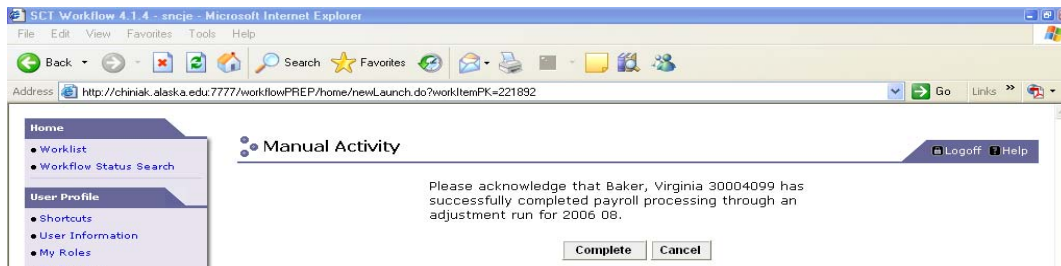 SCT Workflow 4.1.4 - sncje - Microsoft Internet Explorer
File Edit View Favorites Tools Help
Back Search Favorites
Address http://chiniak.alaska.edu:7777/workflowPREP/home/newLaunch.do?workItemPK=221892 Go Links »
Home
Worklist
Workflow Status Search
User Profile
Shortcuts
User Information
My Roles
Manual Activity
Logoff Help
Please acknowledge that Baker, Virginia 30004099 has
successfully completed payroll processing through an
adjustment run for 2006 08.
Complete Cancel